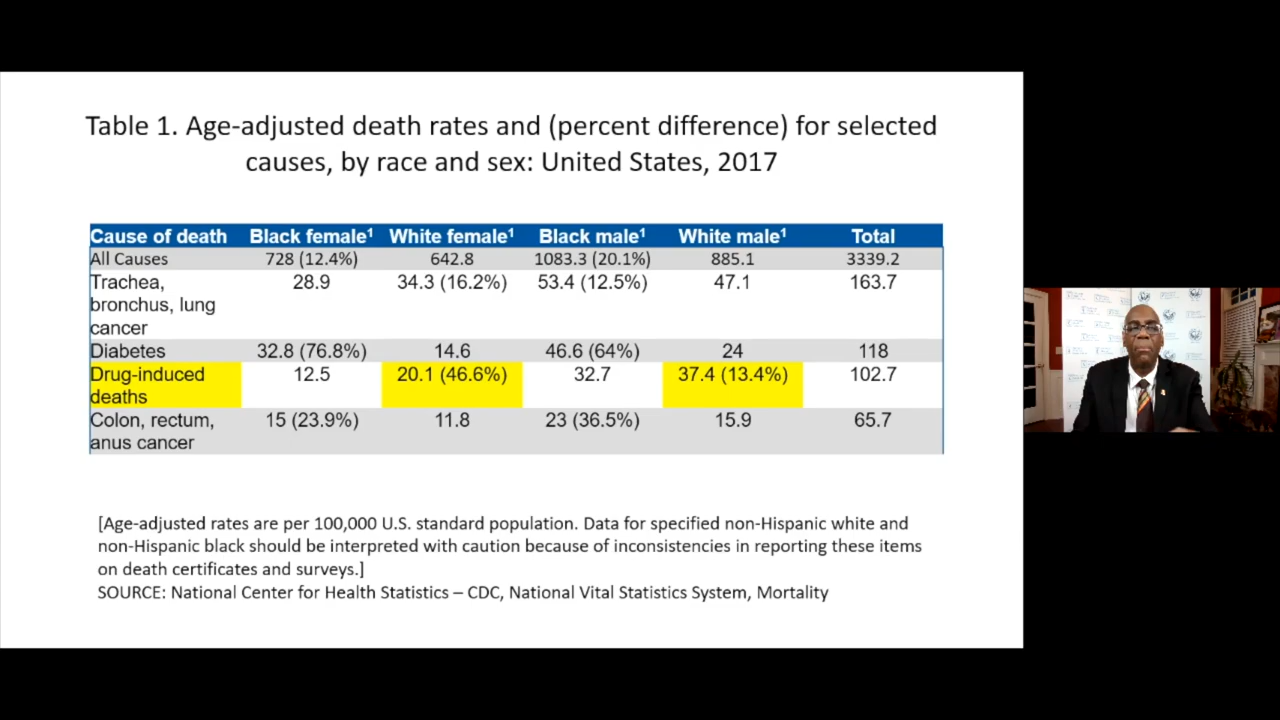 Table 1. Age-adjusted death rates and (percent difference) for selected
causes, by race and sex: United States, 2017
Cause of death Black female¹ White female¹ Black male¹ White male¹ Total
All Causes 728 (12.4%) 642.8 1083.3 (20.1%) 885.1 3339.2
Trachea, 28.9 34.3 (16.2%) 53.4 (12.5%) 47.1 163.7
bronchus, lung
cancer
Diabetes 32.8 (76.8%) 14.6 46.6 (64%) 24 118
Drug-induced 12.5 20.1 (46.6%) 32.7 37.4 (13.4%) 102.7
deaths
Colon, rectum, 15 (23.9%) 11.8 23 (36.5%) 15.9 65.7
anus cancer
[Age-adjusted rates are per 100,000 U.S. standard population. Data for specified non-Hispanic white and
non-Hispanic black should be interpreted with caution because of inconsistencies in reporting these items
on death certificates and surveys.]
SOURCE: National Center for Health Statistics – CDC, National Vital Statistics System, Mortality